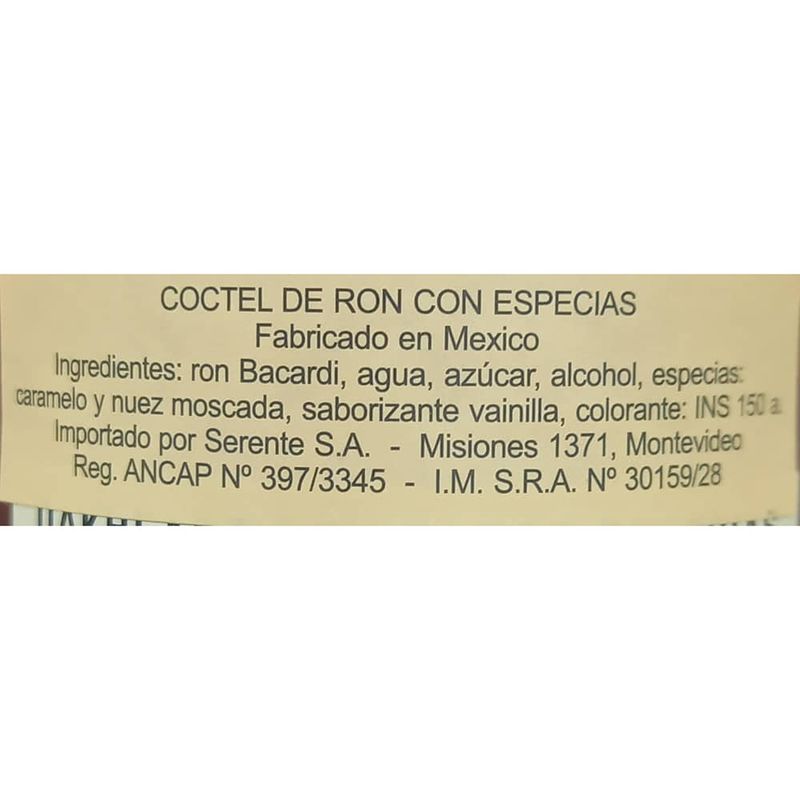 COCTEL DE RON CON ESPECIAS
Fabricado en Mexico
Ingredientes: ron Bacardi, agua, azúcar, alcohol, especias:
caramelo y nuez moscada, saborizante vainilla, colorante: INS 150 a.
Importado por Serente S.A. - Misiones 1371, Montevideo
Reg. ANCAP Nº 397/3345 - I.M. S.R.A. Nº 30159/28